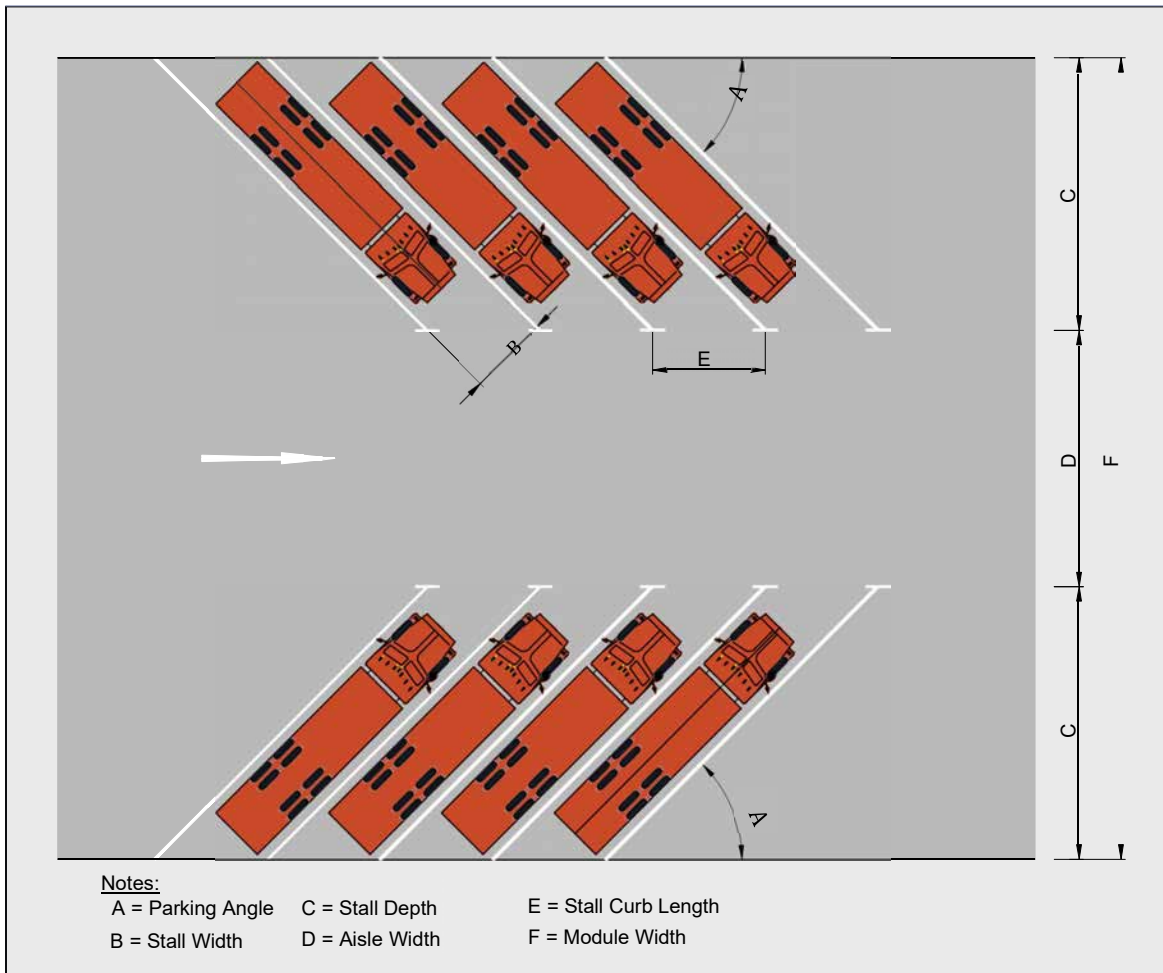 A
C
B
E
D
F
A
C
Notes:
A = Parking Angle C = Stall Depth E = Stall Curb Length
B = Stall Width D = Aisle Width F = Module Width